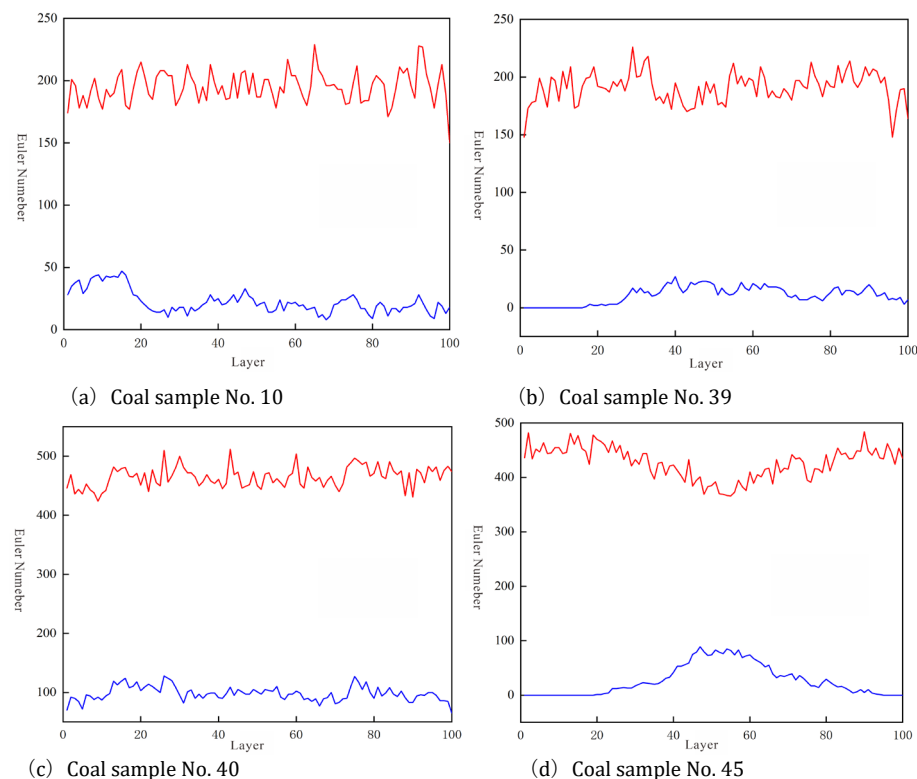 250
200
150
100
50
0
Euler Numeber
0 20 40 60 80 100
Layer
(a) Coal sample No. 10
250
200
150
100
50
0
Euler Numeber
0 20 40 60 80 100
Layer
(b) Coal sample No. 39
500
400
300
200
100
Euler Numeber
0 20 40 60 80 100
Layer
(c) Coal sample No. 40
500
400
300
200
100
0
Euler Numeber
0 20 40 60 80 100
Layer
(d) Coal sample No. 45